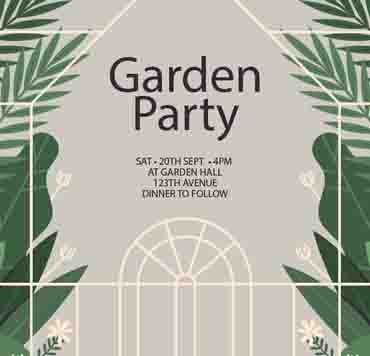 Garden
Party
SAT • 20TH SEPT • 4PM
AT GARDEN HALL
123TH AVENUE
DINNER TO FOLLOW